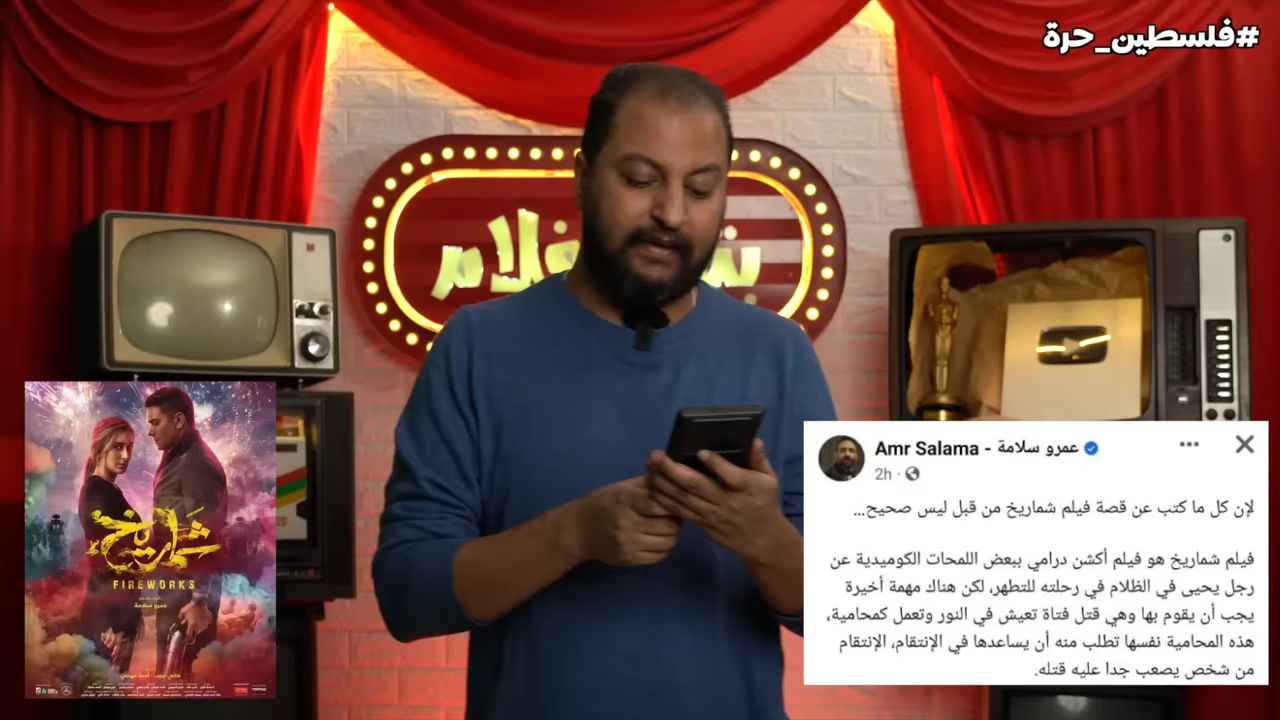 #فلسطين_حرة
Amr Salama - عمرو سلامة
2h
لإن كل ما كتب عن قصة فيلم شماريخ من قبل ليس صحيح...
فيلم شماريخ هو فيلم أكشن درامي ببعض اللمحات الكوميدية عن
رجل يحيى في الظلام في رحلته للتطهر، لكن هناك مهمة أخيرة
يجب أن يقوم بها وهي قتل فتاة تعيش في النور وتعمل كمحامية،
هذه المحامية نفسها تطلب منه أن يساعدها في الإنتقام، الإنتقام
من شخص يصعب جدا عليه قتله.
شماريخ
FIREWORKS
عمرو سلامة